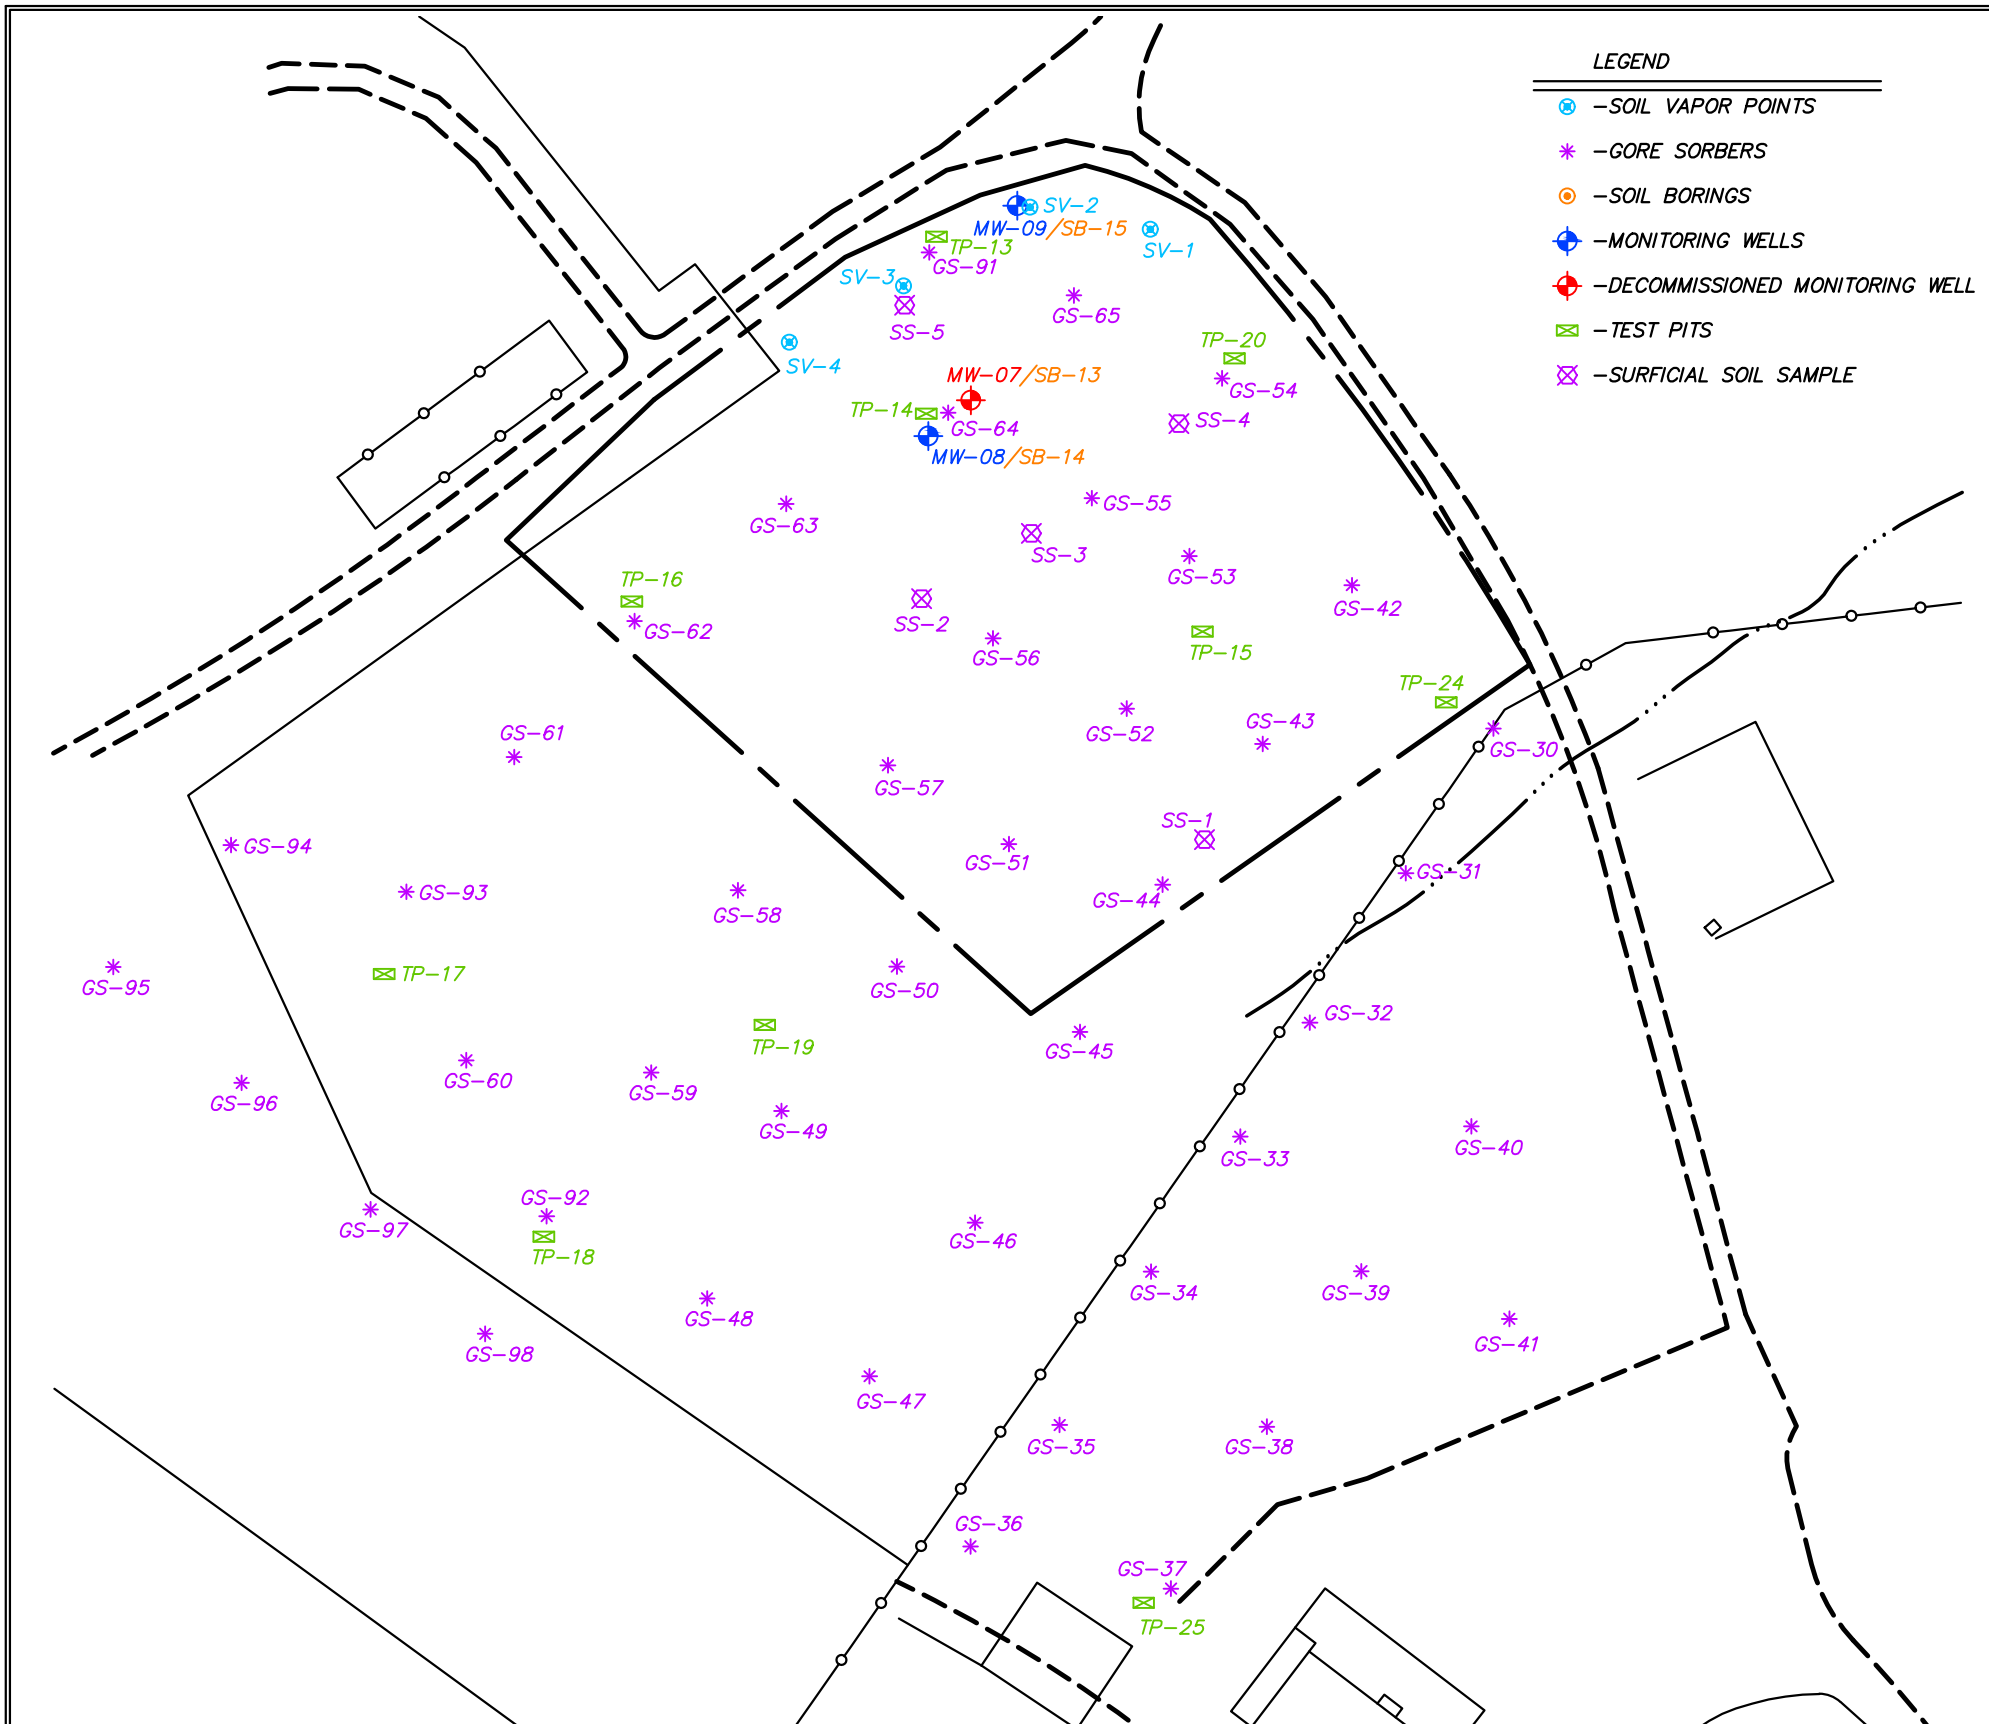 LEGEND
-SOIL VAPOR POINTS
-GORE SORBERS
-SOIL BORINGS
-MONITORING WELLS
-DECOMMISSIONED MONITORING WELL
-TEST PITS
-SURFICIAL SOIL SAMPLE
SV-2
MW-09/SB-15
SV-1
TP-13
GS-91
SV-3
SS-5
GS-65
SV-4
TP-20
GS-54
MW-07/SB-13
TP-14
GS-64
SS-4
MW-08/SB-14
GS-63
GS-55
SS-3
GS-53
TP-16
GS-62
SS-2
GS-42
GS-56
TP-15
TP-24
GS-61
GS-52
GS-43
GS-30
GS-57
SS-1
GS-94
GS-51
GS-31
GS-93
GS-58
GS-44
TP-17
GS-95
GS-50
GS-32
TP-19
GS-45
GS-60
GS-59
GS-96
GS-49
GS-33
GS-40
GS-92
GS-97
TP-18
GS-46
GS-34
GS-39
GS-48
GS-41
GS-98
GS-47
GS-35
GS-38
GS-36
GS-37
TP-25